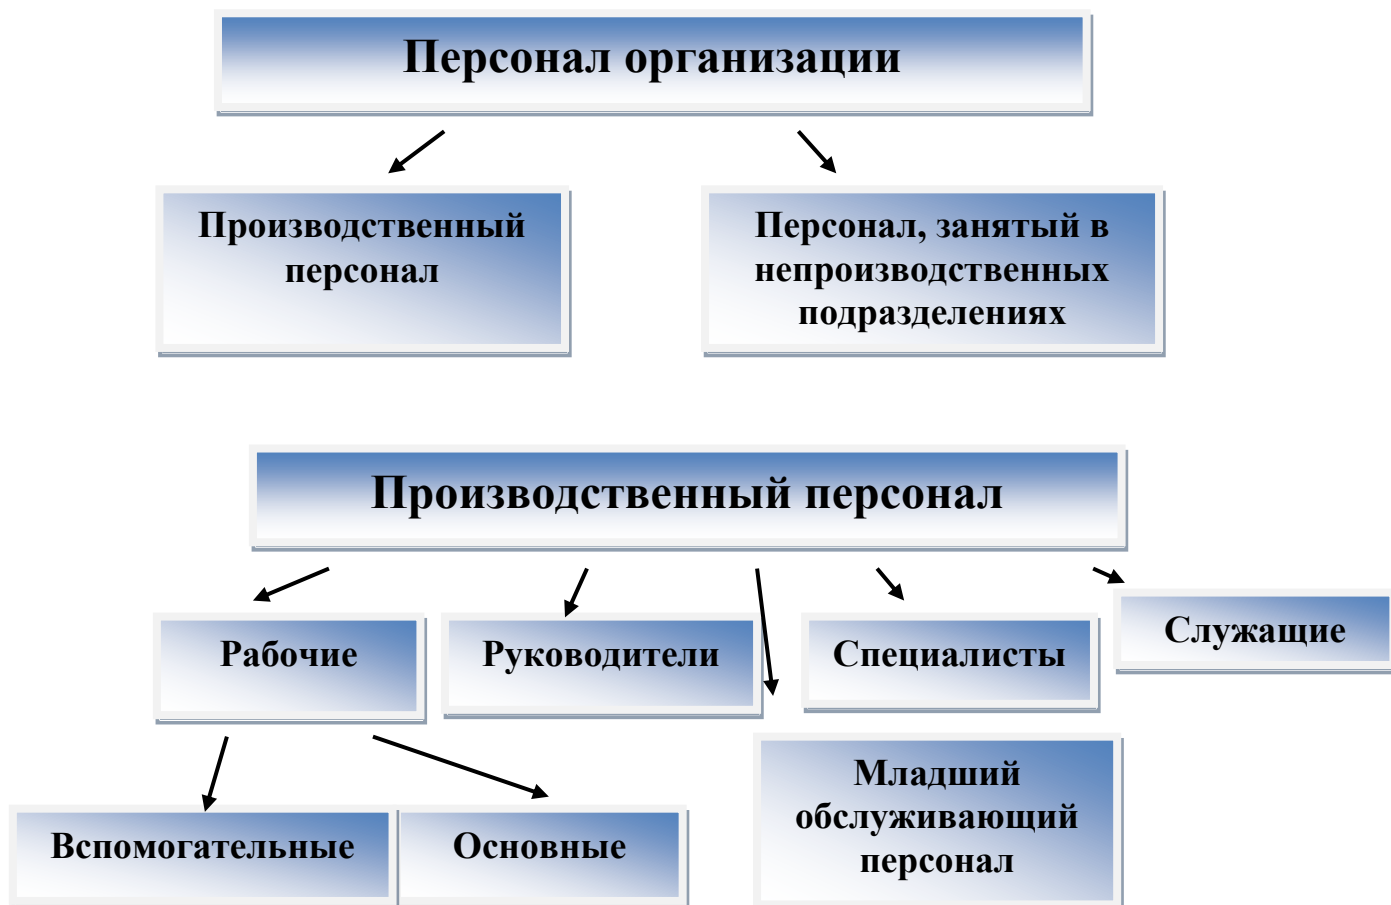 Персонал организации
Производственный
персонал
Персонал, занятый в
непроизводственных
подразделениях
Производственный персонал
Рабочие
Руководители
Специалисты
Служащие
Младший
обслуживающий
персонал
Вспомогательные
Основные